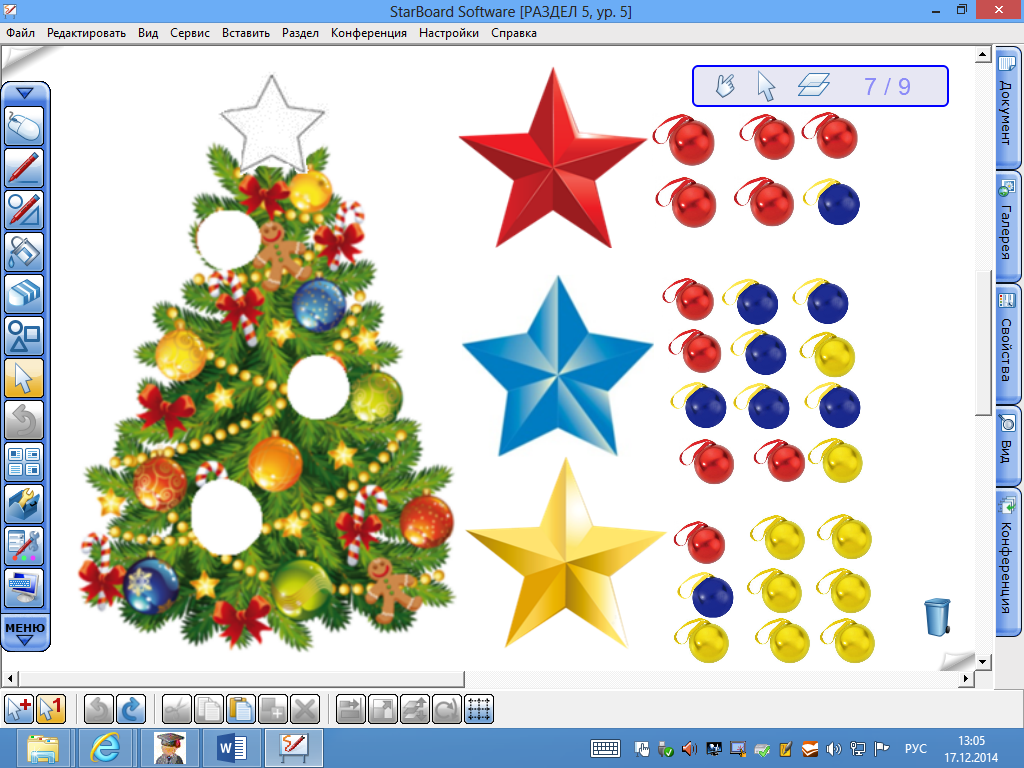 StarBoard Software [РАЗДЕЛ 5, ур. 5]
Файл Редактировать Вид Сервис Вставить Раздел Конференция Настройки Справка
7 / 9
Документ
Галерея
Свойства
Вид
Конференция
МЕНЮ
1
W
РУС
13:05
17.12.2014